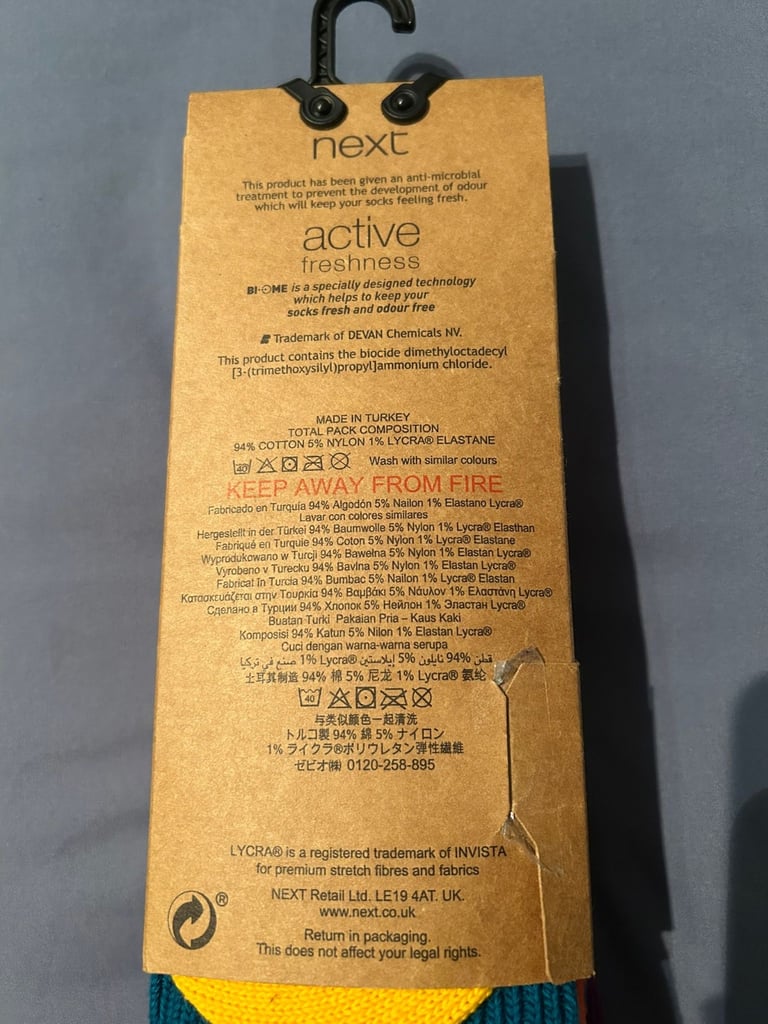 next
This product has been given an anti-microbial
treatment to prevent the development of odour
which will keep your socks feeling fresh.
active
freshness
BI-OME is a specially designed technology
which helps to keep your
socks fresh and odour free
Trademark of DEVAN Chemicals NV.
This product contains the biocide dimethyloctadecyl
[3-(trimethoxysilyl)propyl]ammonium chloride.
MADE IN TURKEY
TOTAL PACK COMPOSITION
94% COTTON 5% NYLON 1% LYCRA® ELASTANE
40 Wash with similar colours
KEEP AWAY FROM FIRE
Fabricado en Turquía 94% Algodón 5% Nailon 1% Elastano Lycra®
Lavar con colores similares
Hergestellt in der Türkei 94% Baumwolle 5% Nylon 1% Lycra® Elasthan
Fabriqué en Turquie 94% Coton 5% Nylon 1% Lycra® Elastane
Wyprodukowano w Turcji 94% Bawełna 5% Nylon 1% Elastan Lycra®
Vyrobeno v Turecku 94% Bavlna 5% Nylon 1% Elastan Lycra®
Fabricat în Turcia 94% Bumbac 5% Nailon 1% Lycra® Elastan
Κατασκευάζεται στην Τουρκία 94% Βαμβάκι 5% Νάυλον 1% Ελαστάνη Lycra®
Сделано в Турции 94% Хлопок 5% Нейлон 1% Эластан Lycra®
Buatan Turki Pakaian Pria – Kaus Kaki
Komposisi 94% Katun 5% Nilon 1% Elastan Lycra®
Cuci dengan warna-warna serupa
قطن 94% نايلون 5% إيلاستين Lycra® 1% صنع في تركيا
土耳其制造 94% 棉 5% 尼龙 1% Lycra® 氨纶
40
与类似颜色一起清洗
トルコ製 94% 綿 5% ナイロン
1% ライクラ®ポリウレタン弾性繊維
ゼビオ㈱ 0120-258-895
LYCRA® is a registered trademark of INVISTA
for premium stretch fibres and fabrics
NEXT Retail Ltd. LE19 4AT. UK.
www.next.co.uk
®
Return in packaging.
This does not affect your legal rights.